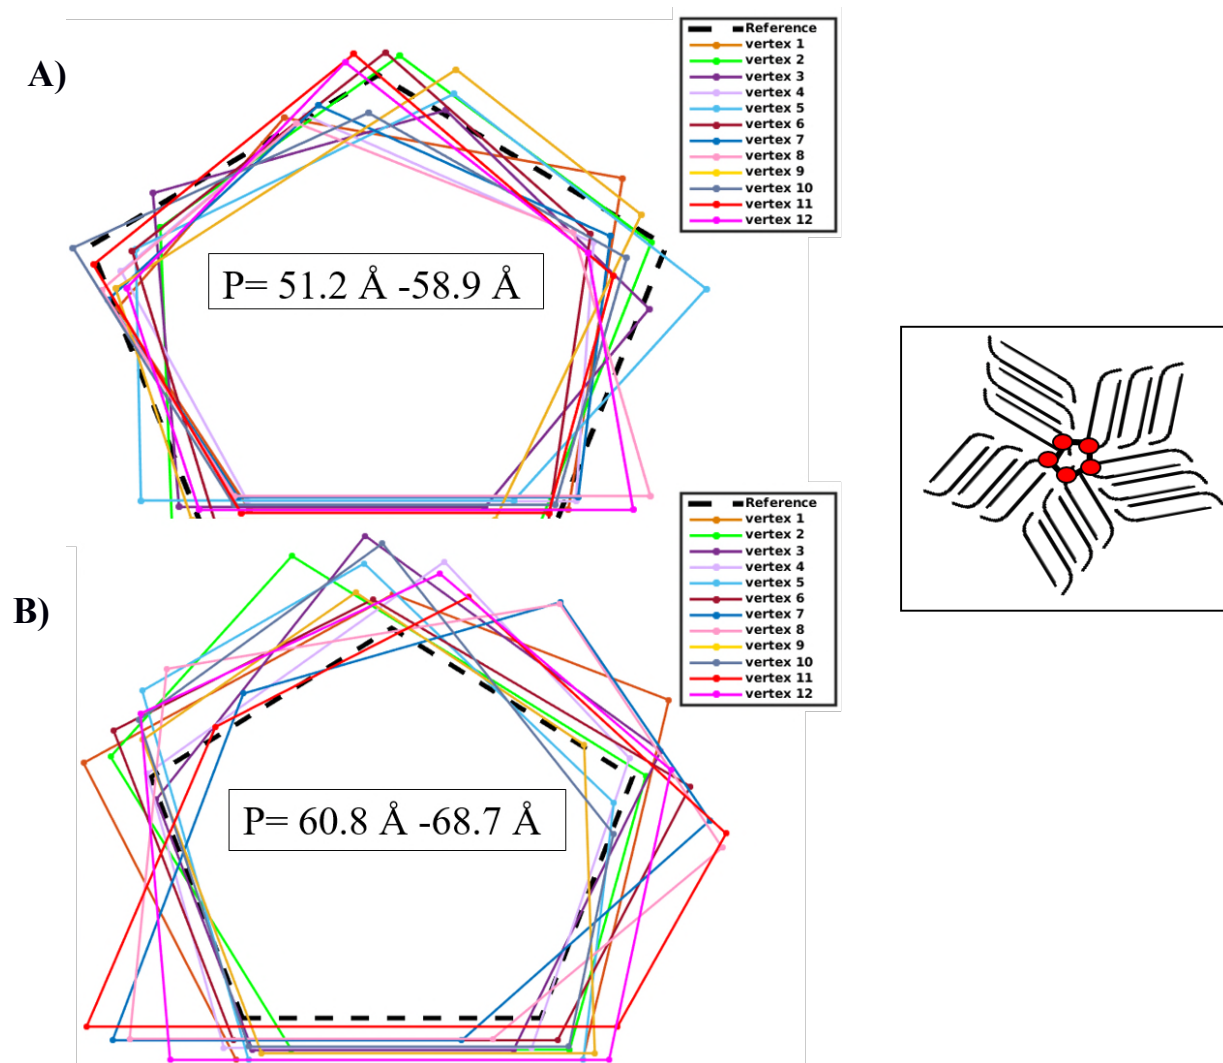 A)
Reference
vertex 1
vertex 2
vertex 3
vertex 4
vertex 5
vertex 6
vertex 7
vertex 8
vertex 9
vertex 10
vertex 11
vertex 12
P= 51.2 Å -58.9 Å
B)
Reference
vertex 1
vertex 2
vertex 3
vertex 4
vertex 5
vertex 6
vertex 7
vertex 8
vertex 9
vertex 10
vertex 11
vertex 12
P= 60.8 Å -68.7 Å